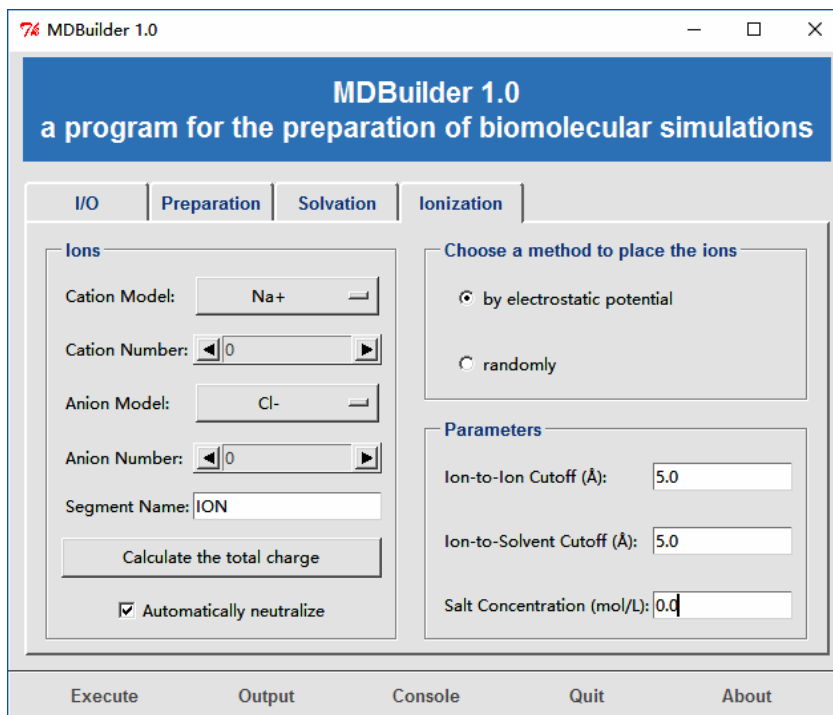 MDBuilder 1.0
MDBuilder 1.0
a program for the preparation of biomolecular simulations
I/O Preparation Solvation Ionization
Ions
Cation Model: Na+
Cation Number: 0
Anion Model: Cl-
Anion Number: 0
Segment Name: ION
Calculate the total charge
Automatically neutralize
Choose a method to place the ions
by electrostatic potential
randomly
Parameters
Ion-to-Ion Cutoff (Å): 5.0
Ion-to-Solvent Cutoff (Å): 5.0
Salt Concentration (mol/L): 0.0
Execute Output Console Quit About